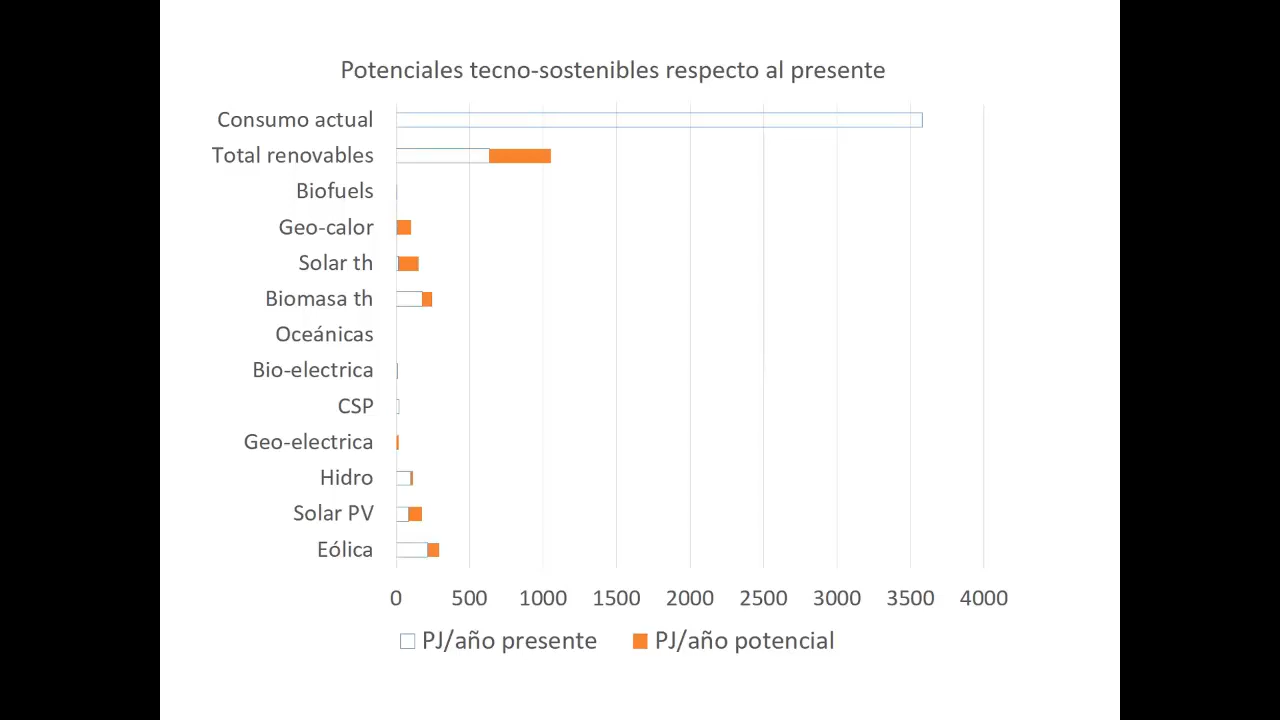 Potenciales tecno-sostenibles respecto al presente
Consumo actual
Total renovables
Biofuels
Geo-calor
Solar th
Biomasa th
Oceánicas
Bio-electrica
CSP
Geo-electrica
Hidro
Solar PV
Eólica
0 500 1000 1500 2000 2500 3000 3500 4000
PJ/año presente PJ/año potencial